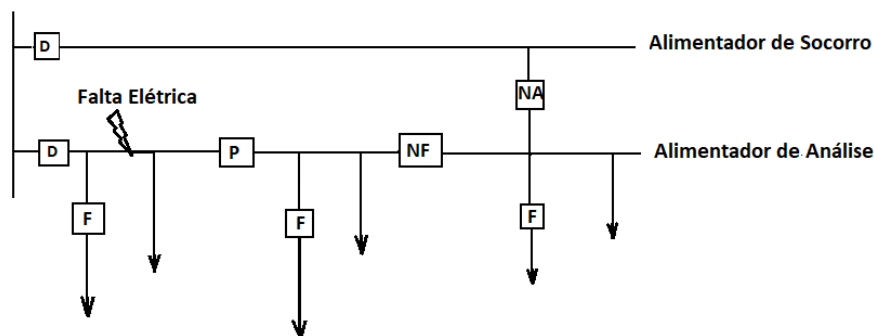 D
Alimentador de Socorro
Falta Elétrica
NA
D
P
NF
Alimentador de Análise
F
F
F